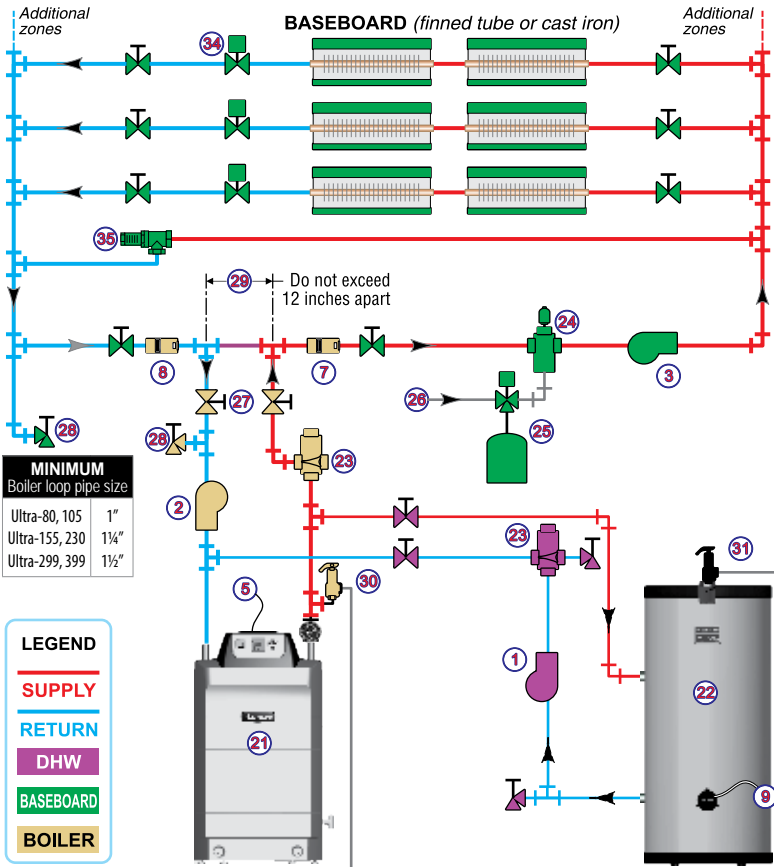 Additional
zones
BASEBOARD (finned tube or cast iron)
Additional
zones
34
35
29
Do not exceed
12 inches apart
8
7
24
3
26
25
27
28
28
23
2
MINIMUM
Boiler loop pipe size
Ultra-80, 105 1"
Ultra-155, 230 1¼"
Ultra-299, 399 1½"
23
31
5
30
1
22
21
9
LEGEND
SUPPLY
RETURN
DHW
BASEBOARD
BOILER